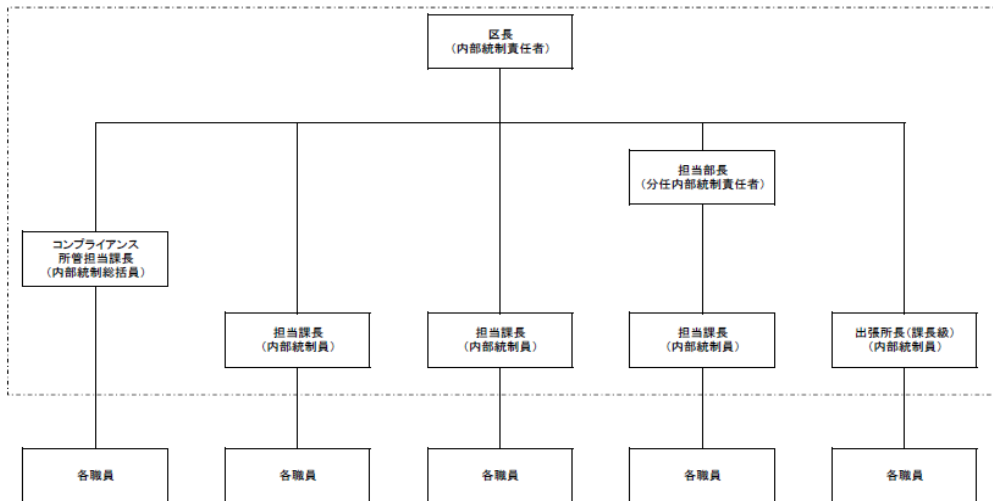 区長
（内部統制責任者）
担当部長
（分任内部統制責任者）
コンプライアンス
所管担当課長
（内部統制総括員）
担当課長
（内部統制員）
担当課長
（内部統制員）
担当課長
（内部統制員）
出張所長（課長級）
（内部統制員）
各職員
各職員
各職員
各職員
各職員